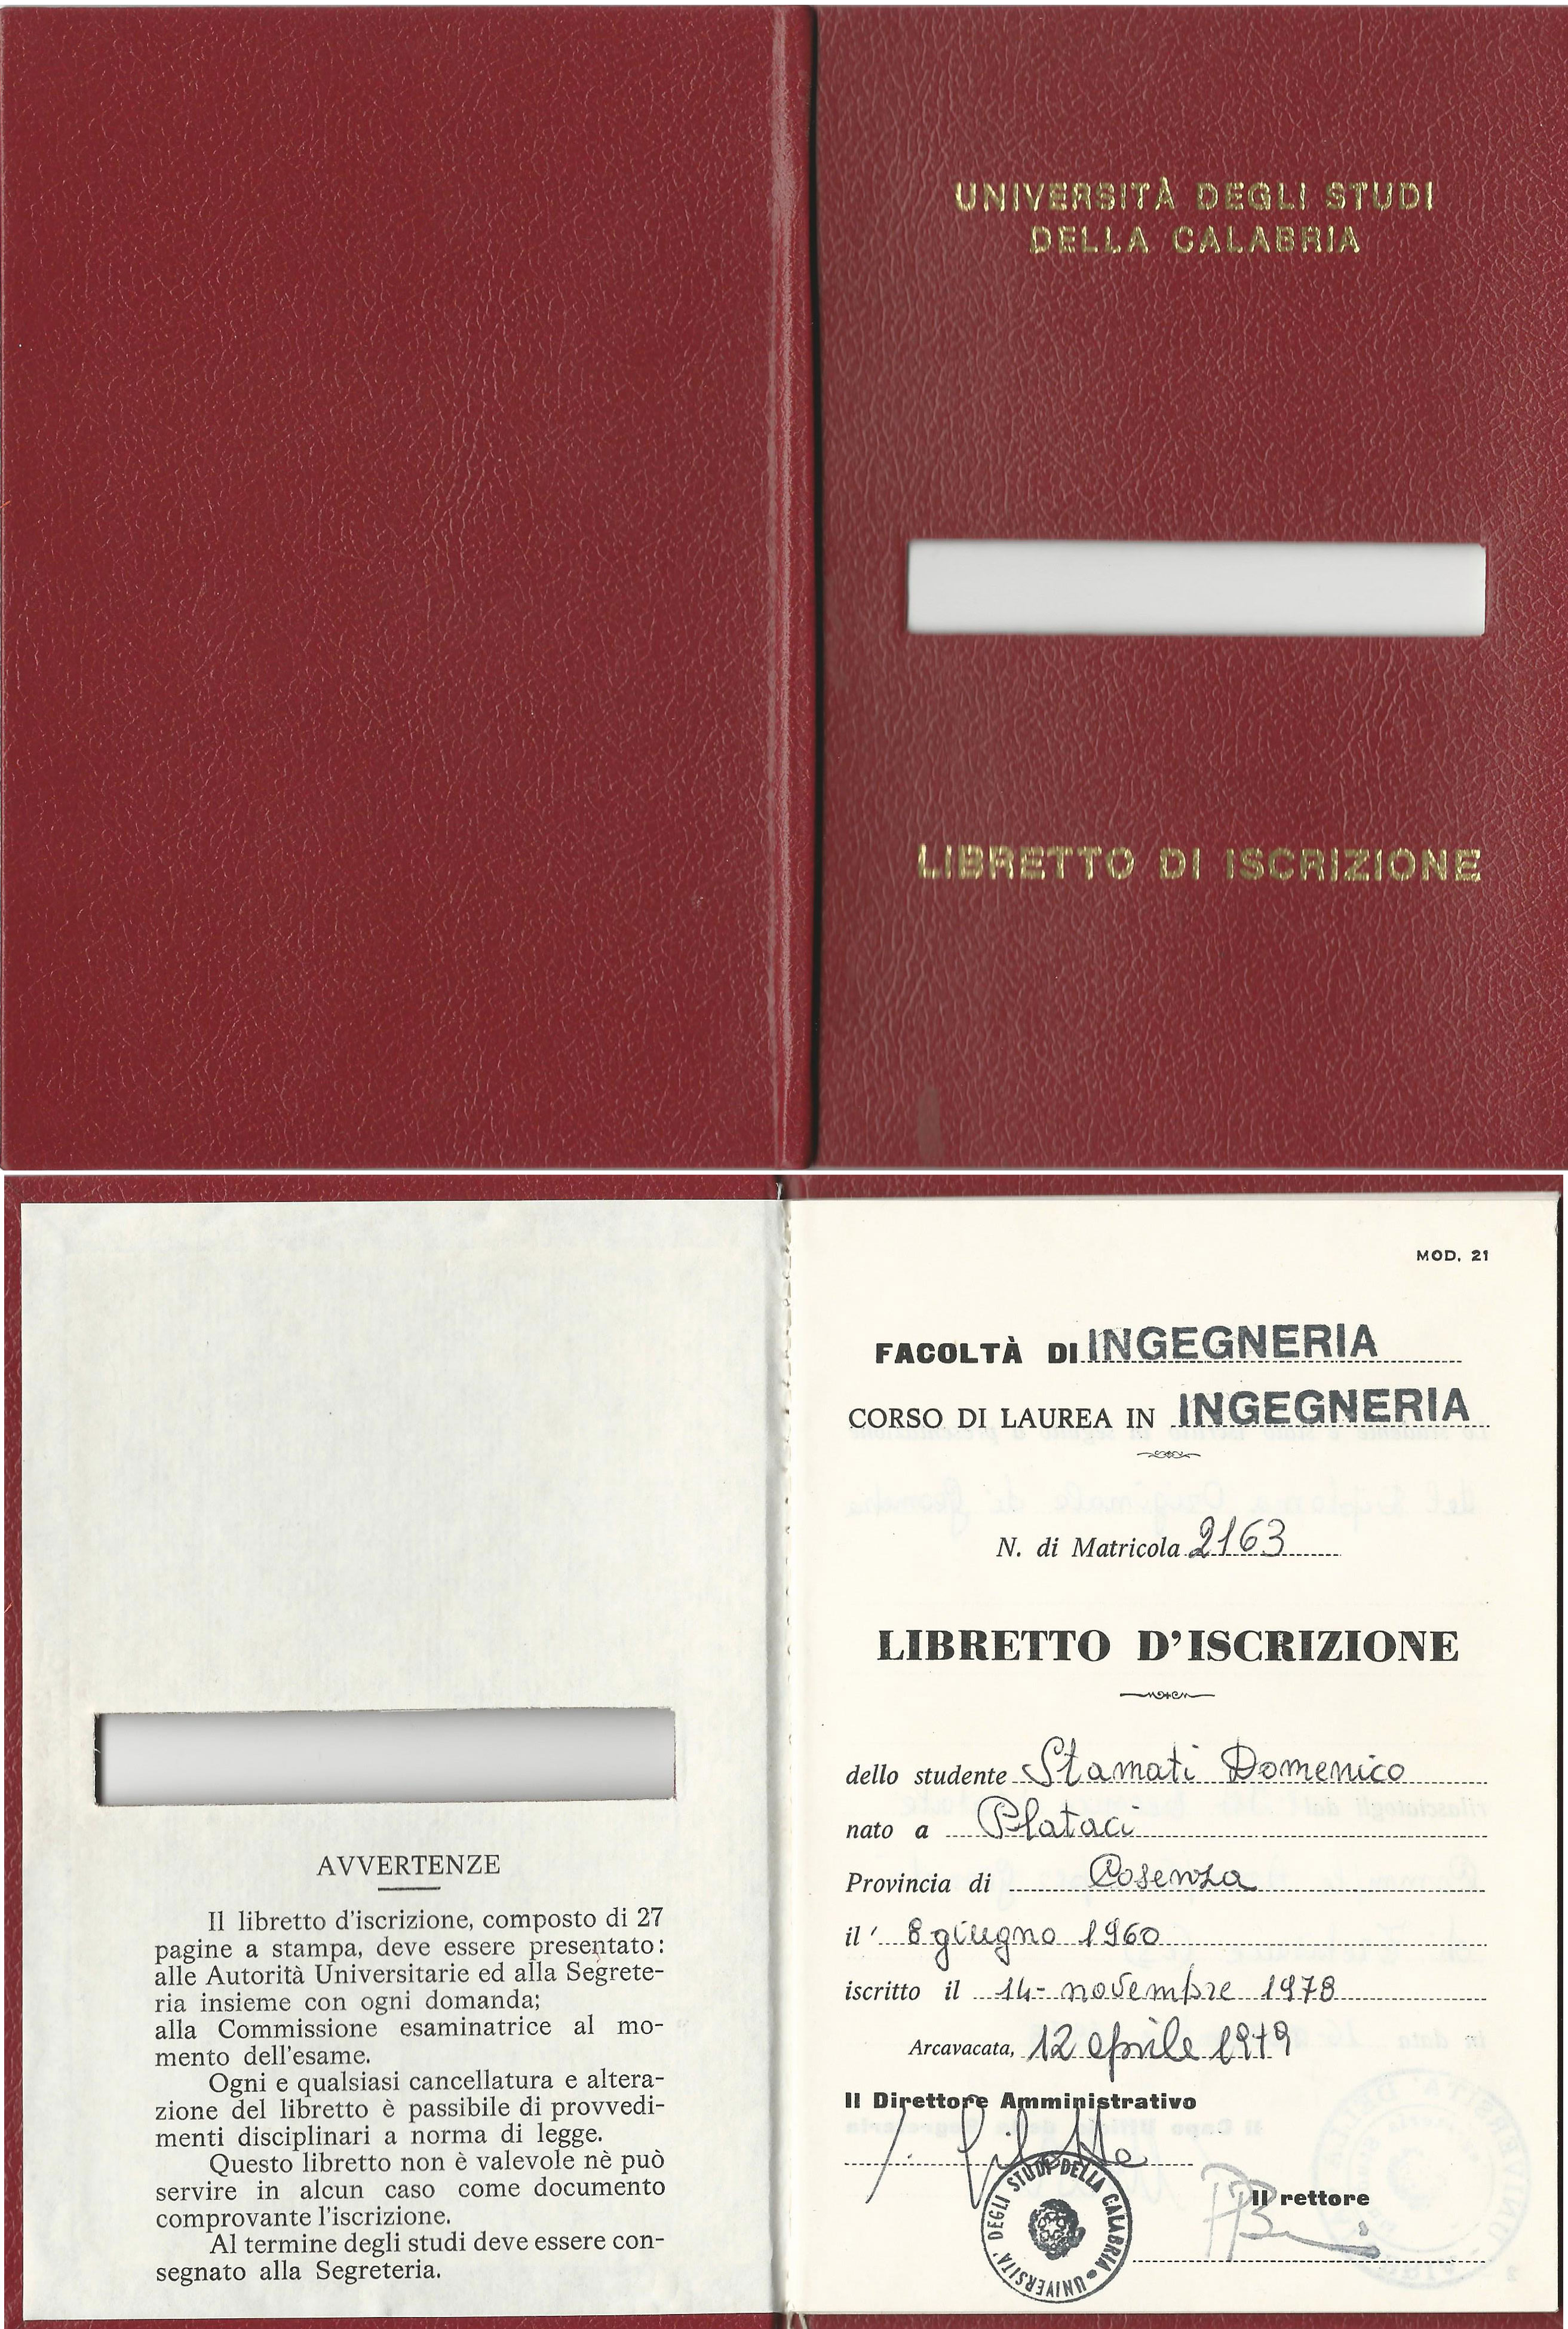 UNIVERSITÀ DEGLI STUDI
DELLA CALABRIA
LIBRETTO DI ISCRIZIONE
AVVERTENZE
Il libretto d'iscrizione, composto di 27
pagine a stampa, deve essere presentato:
alle Autorità Universitarie ed alla Segrete-
ria insieme con ogni domanda;
alla Commissione esaminatrice al mo-
mento dell'esame.
Ogni e qualsiasi cancellatura e altera-
zione del libretto è passibile di provvedi-
menti disciplinari a norma di legge.
Questo libretto non è valevole nè può
servire in alcun caso come documento
comprovante l'iscrizione.
Al termine degli studi deve essere con-
segnato alla Segreteria.
MOD. 21
FACOLTÀ DI INGEGNERIA
CORSO DI LAUREA IN INGEGNERIA
N. di Matricola 2163
LIBRETTO D'ISCRIZIONE
dello studente Stamati Domenico
nato a Plataci
Provincia di Cosenza
il 8 giugno 1960
iscritto il 14- novembre 1978
Arcavacata, 12 aprile 1979
Il Direttore Amministrativo
UNIVERSITÀ DEGLI STUDI DELLA CALABRIA
Il rettore